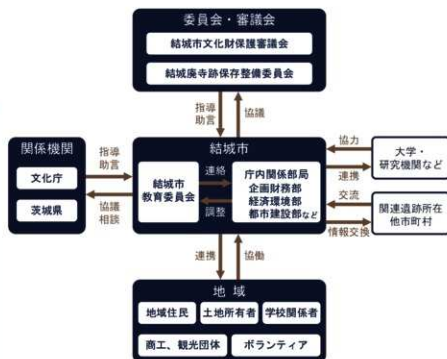 委員会・審議会
結城市文化財保護審議会
結城廃寺跡保存整備委員会
指導
助言
協議
関係機関
文化庁
茨城県
指導
助言
協議
相談
結城市
結城市
教育委員会
連絡
調整
庁内関係部局
企画財務部
経済環境部
都市建設部など
協力
連携
大学・
研究機関など
交流
情報交換
関連遺跡所在
他市町村
連携
協働
地域
地域住民
土地所有者
学校関係者
商工、観光団体
ボランティア